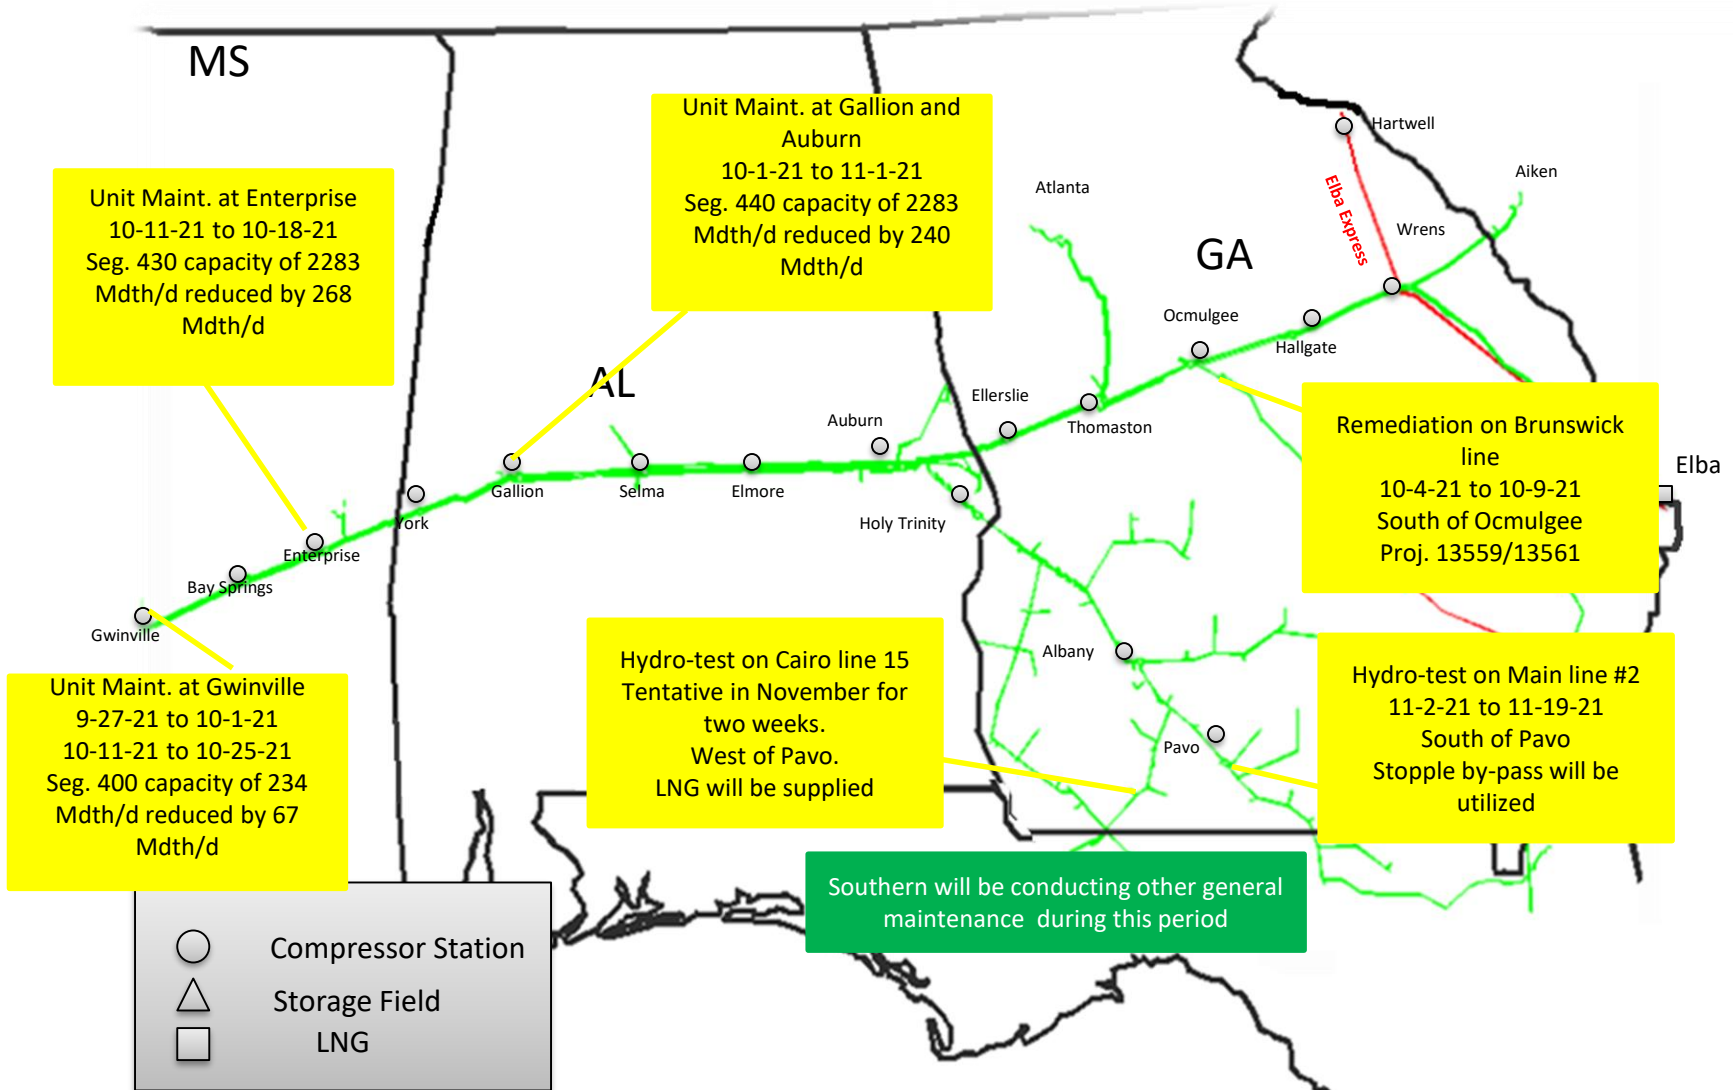 MS
Unit Maint. at Gallion and
Auburn
10-1-21 to 11-1-21
Seg. 440 capacity of 2283
Mdth/d reduced by 240
Mdth/d
Hartwell
Aiken
Atlanta
Elba Express
Wrens
GA
Unit Maint. at Enterprise
10-11-21 to 10-18-21
Seg. 430 capacity of 2283
Mdth/d reduced by 268
Mdth/d
Ocmulgee
Hallgate
AL
Ellerslie
Auburn
Thomaston
Remediation on Brunswick
line
10-4-21 to 10-9-21
South of Ocmulgee
Proj. 13559/13561
Elba
Gallion
Selma
Elmore
York
Holy Trinity
Enterprise
Bay Springs
Gwinville
Albany
Hydro-test on Cairo line 15
Tentative in November for
two weeks.
West of Pavo.
LNG will be supplied
Hydro-test on Main line #2
11-2-21 to 11-19-21
South of Pavo
Stopple by-pass will be
utilized
Unit Maint. at Gwinville
9-27-21 to 10-1-21
10-11-21 to 10-25-21
Seg. 400 capacity of 234
Mdth/d reduced by 67
Mdth/d
Pavo
Southern will be conducting other general
maintenance during this period
Compressor Station
Storage Field
LNG